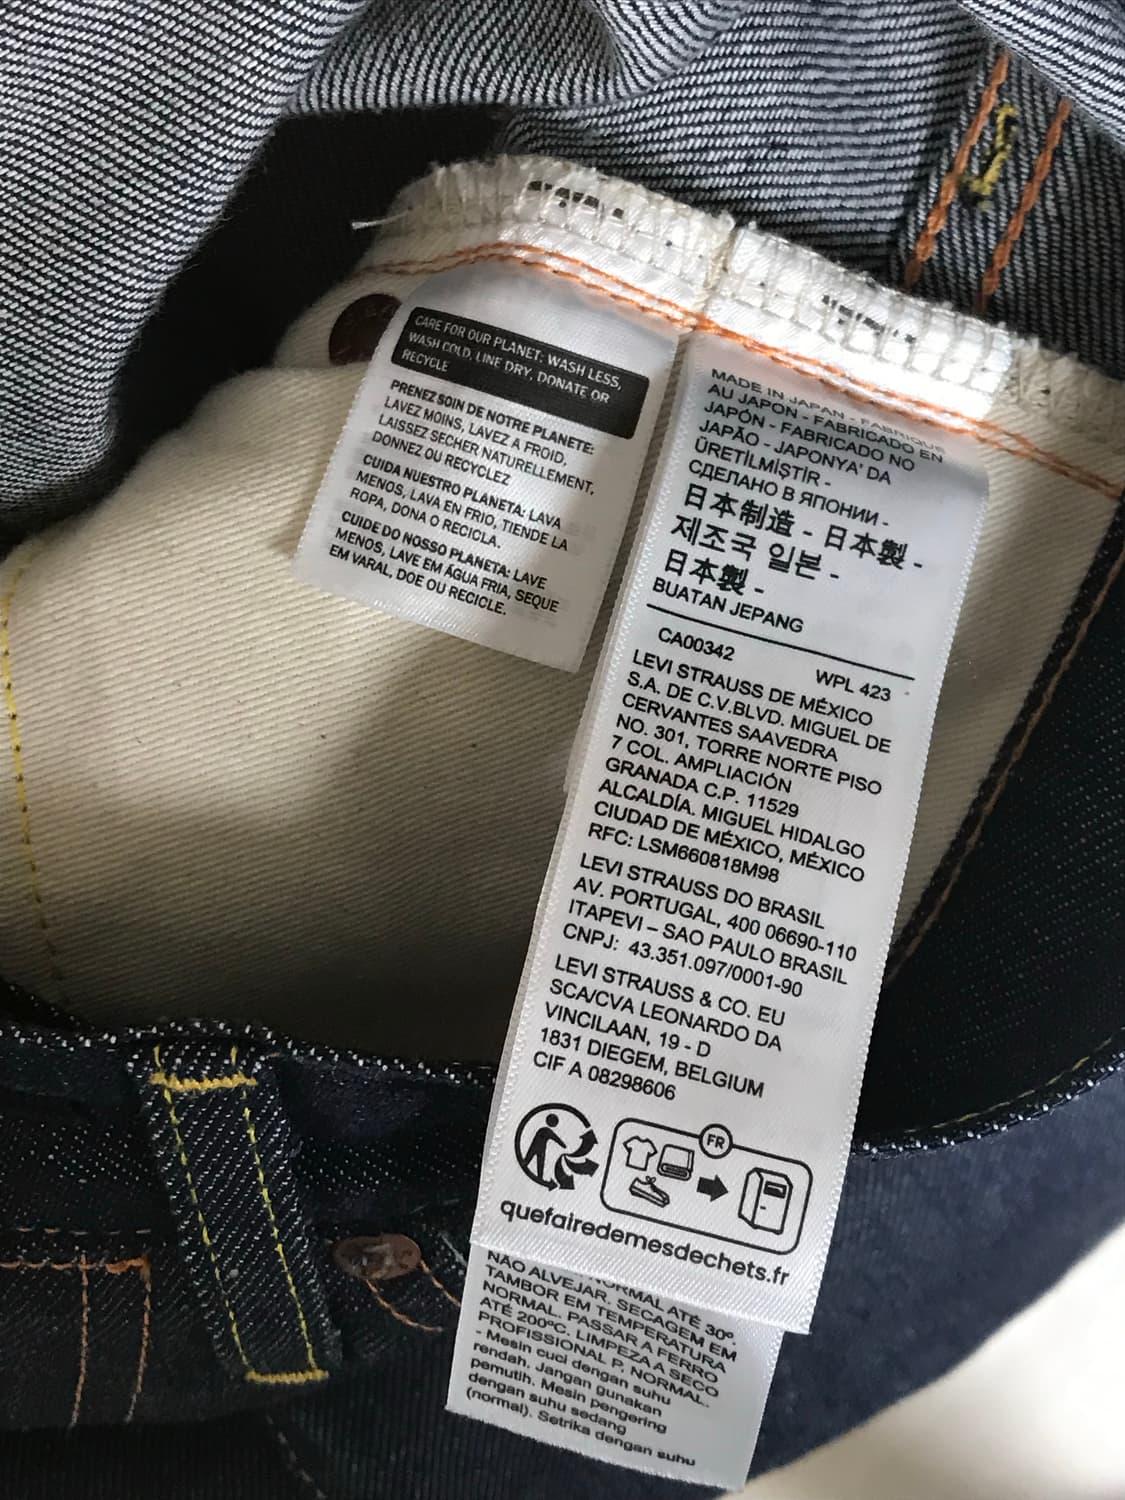 CARE FOR OUR PLANET: WASH LESS,
WASH COLD, LINE DRY, DONATE OR
RECYCLE
PRENEZ SOIN DE NOTRE PLANETE:
LAVEZ MOINS, LAVEZ A FROID,
LAISSEZ SECHER NATURELLEMENT,
DONNEZ OU RECYCLEZ
CUIDA NUESTRO PLANETA: LAVA
MENOS, LAVA EN FRIO, TIENDE LA
ROPA, DONA O RECICLA.
CUIDE DO NOSSO PLANETA: LAVE
MENOS, LAVE EM ÁGUA FRIA, SEQUE
EM VARAL, DOE OU RECICLE.
MADE IN JAPAN - FABRIQUE
AU JAPON - FABRICADO EN
JAPÓN - FABRICADO NO
JAPÃO - JAPONYA' DA
ÜRETİLMİŞTİR -
СДЕЛАНО В ЯПОНИИ -
日本制造 - 日本製 -
제조국 일본 -
日本製 -
BUATAN JEPANG
CA00342 WPL 423
LEVI STRAUSS DE MÉXICO
S.A. DE C.V.BLVD. MIGUEL DE
CERVANTES SAAVEDRA
NO. 301, TORRE NORTE PISO
7 COL. AMPLIACIÓN
GRANADA C.P. 11529
ALCALDÍA. MIGUEL HIDALGO
CIUDAD DE MÉXICO, MÉXICO
RFC: LSM660818M98
LEVI STRAUSS DO BRASIL
AV. PORTUGAL, 400 06690-110
ITAPEVI – SAO PAULO BRASIL
CNPJ: 43.351.097/0001-90
LEVI STRAUSS & CO. EU
SCA/CVA LEONARDO DA
VINCILAAN, 19 - D
1831 DIEGEM, BELGIUM
CIF A 08298606
FR
quefairedemesdechets.fr
NORMAL ATÉ 30º.
NÃO ALVEJAR. SECAGEM EM
TAMBOR EM TEMPERATURA
NORMAL. PASSAR A FERRO
ATÉ 200ºC. LIMPEZA A SECO
PROFISSIONAL P, NORMAL.
- Mesin cuci dengan suhu
rendah. Jangan gunakan
pemutih. Mesin pengering
dengan suhu sedang
(normal). Setrika dengan suhu